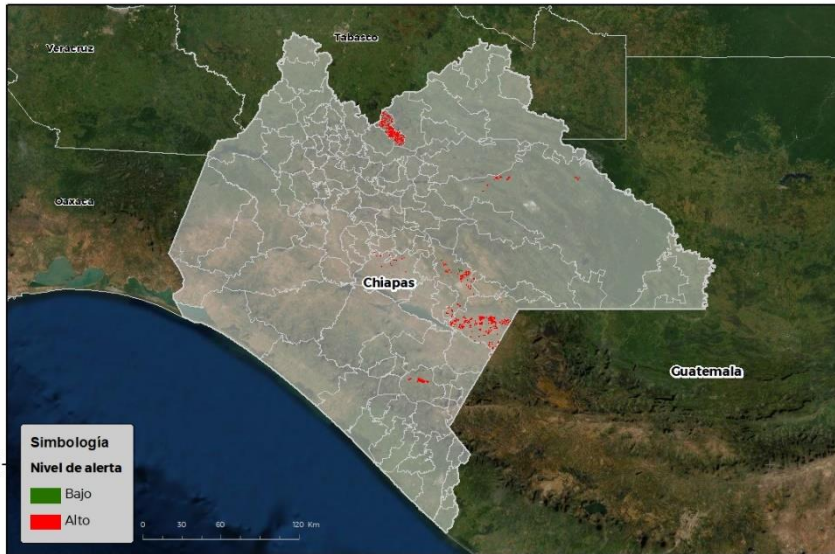 Tabasco
Veracruz
Oaxaca
Chiapas
Guatemala
Simbología
Nivel de alerta
Bajo
Alto
0 30 60 120 Km